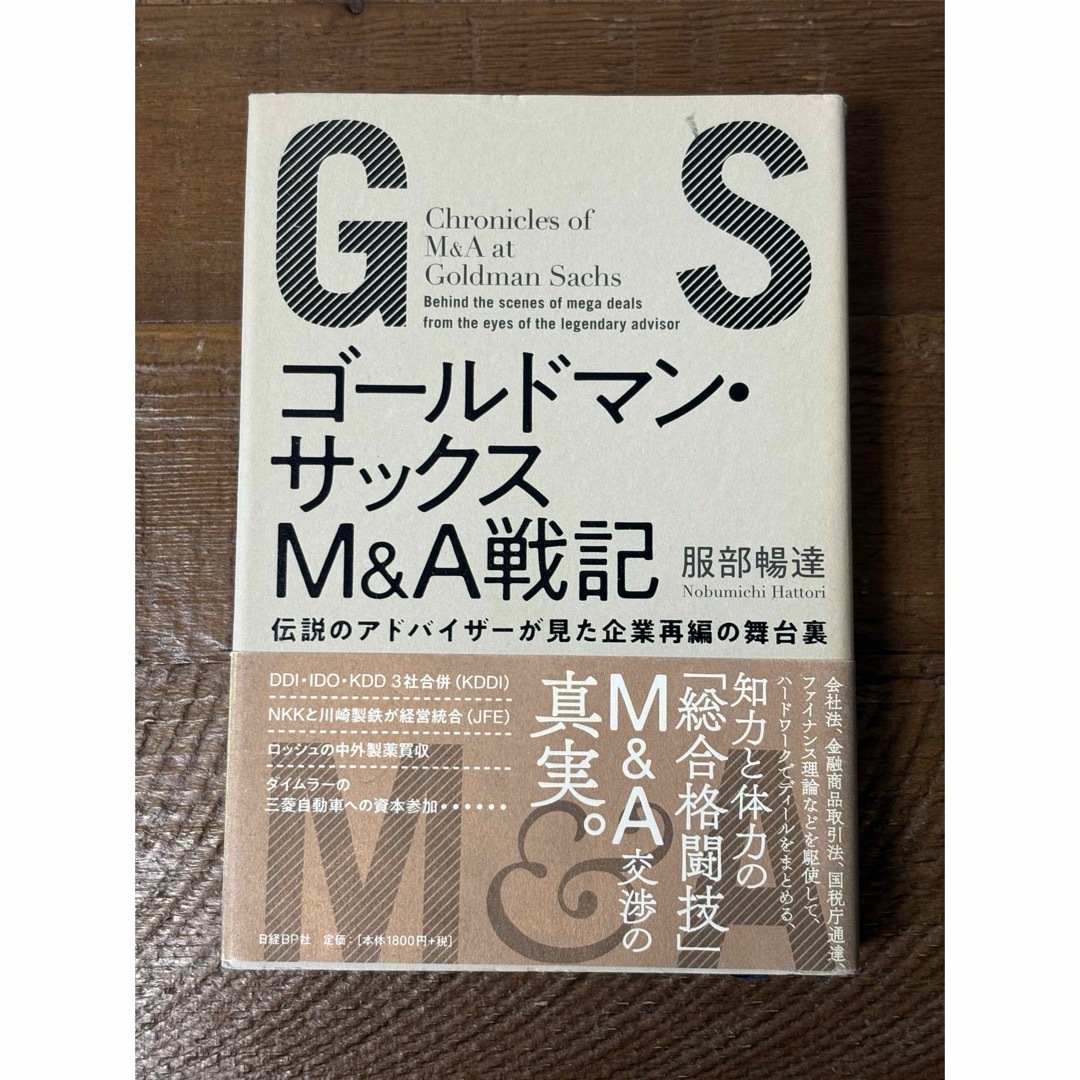 GS
Chronicles of
M&A at
Goldman Sachs
Behind the scenes of mega deals
from the eyes of the legendary advisor
ゴールドマン・
サックス
M&A戦記
服部暢達
Nobumichi Hattori
伝説のアドバイザーが見た企業再編の舞台裏
会社法、金融商品取引法、国税庁通達、
ファイナンス理論などを駆使して、
ハードワークでディールをまとめる、
知力と体力の
「総合格闘技」
M&A交渉の
真実。
DDI・IDO・KDD 3社合併(KDDI)
NKKと川崎製鉄が経営統合(JFE)
ロッシュの中外製薬買収
ダイムラーの
三菱自動車への資本参加・・・・・・
M&A
日経BP社 定価:[本体1800円+税]